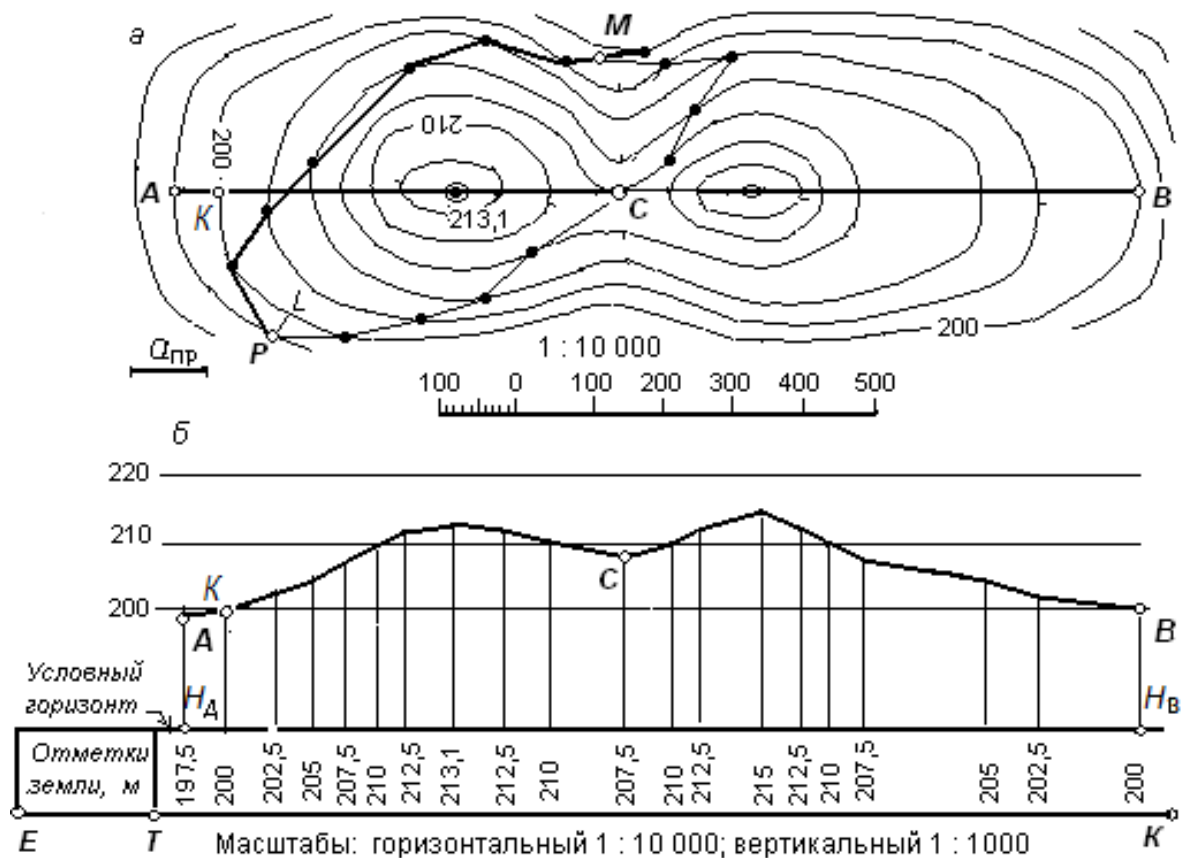 а
М
200
210
А
К
213,1
С
В
L
Р
200
αпр
1 : 10 000
100 0 100 200 300 400 500
б
220
210
200
К
А
С
В
Условный
горизонт
НД
НВ
Отметки
земли, м
197,5 200 202,5 205 207,5 210 212,5 213,1 212,5 210 207,5 210 212,5 215 212,5 210 207,5 205 202,5 200
Е Т К
Масштабы: горизонтальный 1 : 10 000; вертикальный 1 : 1000